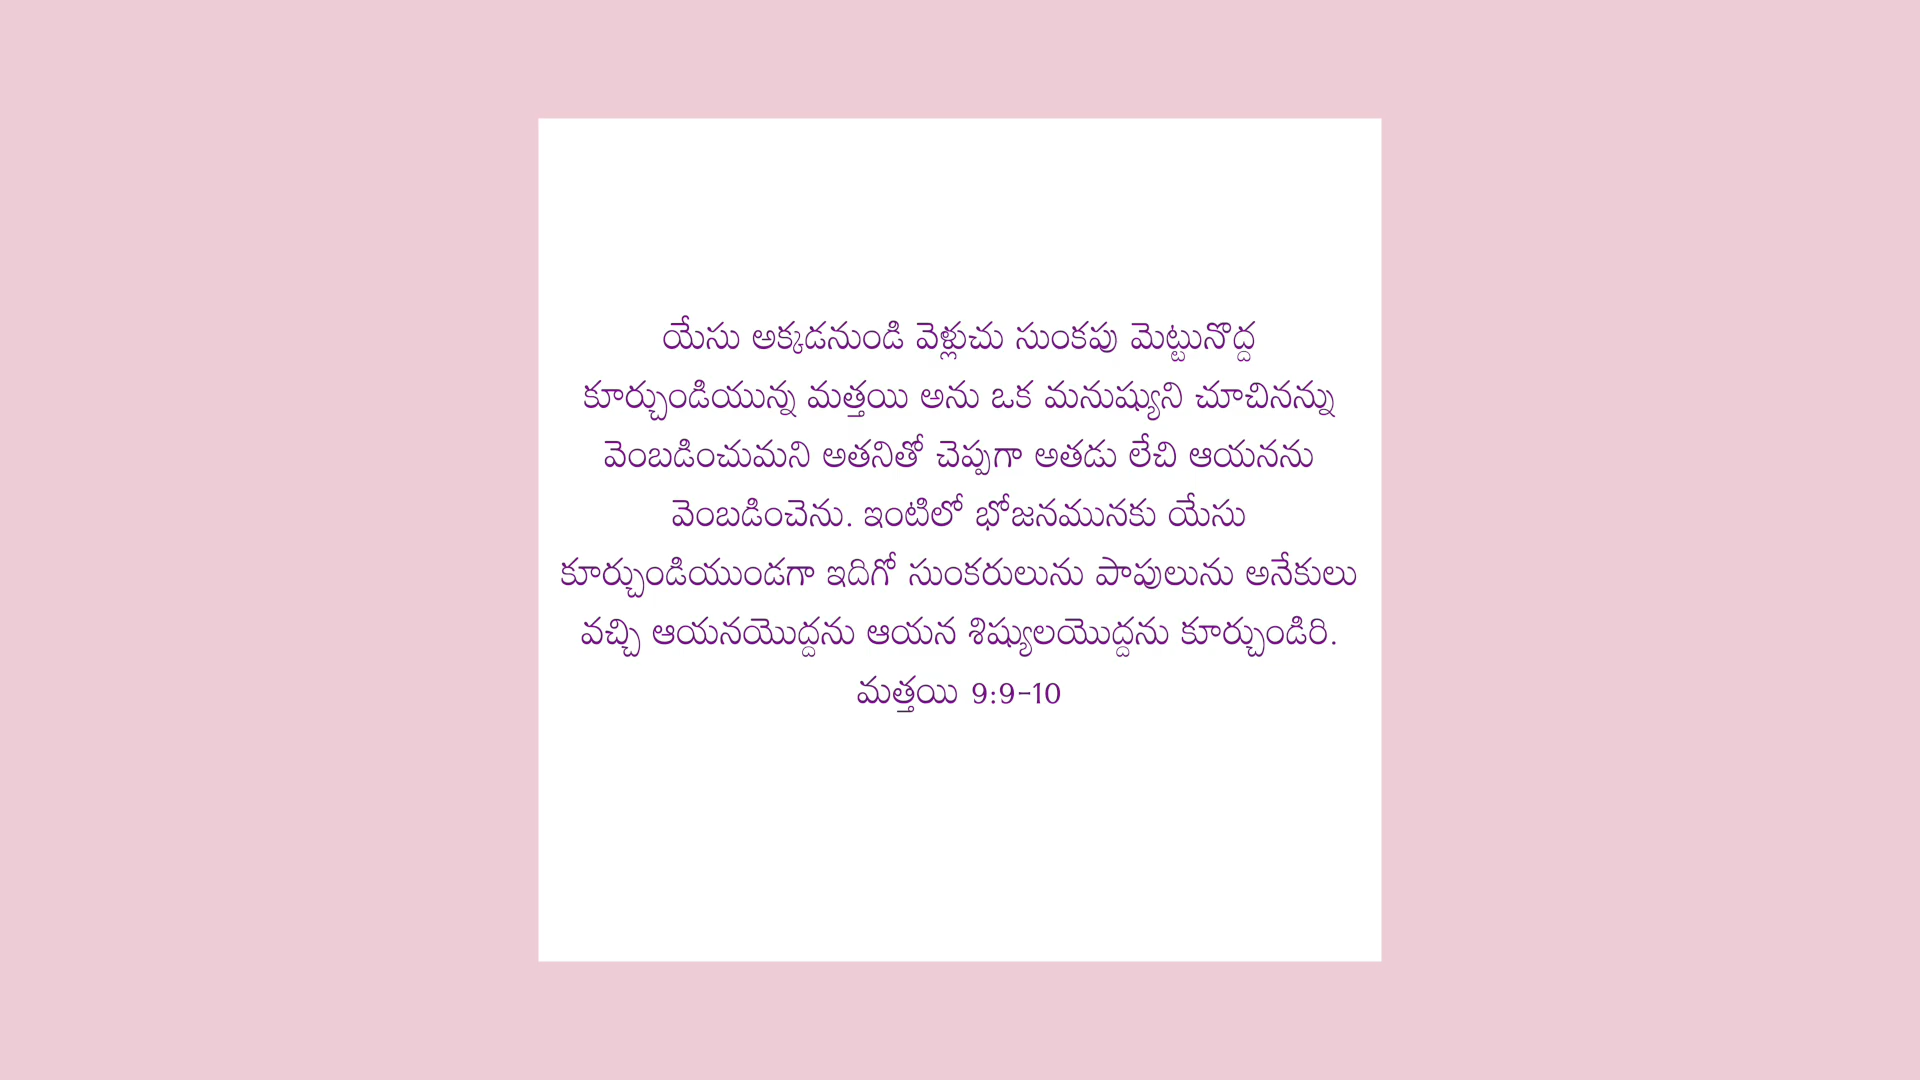 యేసు అక్కడనుండి వెళ్లుచు సుంకపు మెట్టునొద్ద
కూర్చుండియున్న మత్తయి అను ఒక మనుష్యుని చూచినన్ను
వెంబడించుమని అతనితో చెప్పగా అతడు లేచి ఆయనను
వెంబడించెను. ఇంటిలో భోజనమునకు యేసు
కూర్చుండియుండగా ఇదిగో సుంకరులును పాపులును అనేకులు
వచ్చి ఆయనయొద్దను ఆయన శిష్యులయొద్దను కూర్చుండిరి.
మత్తయి 9:9-10